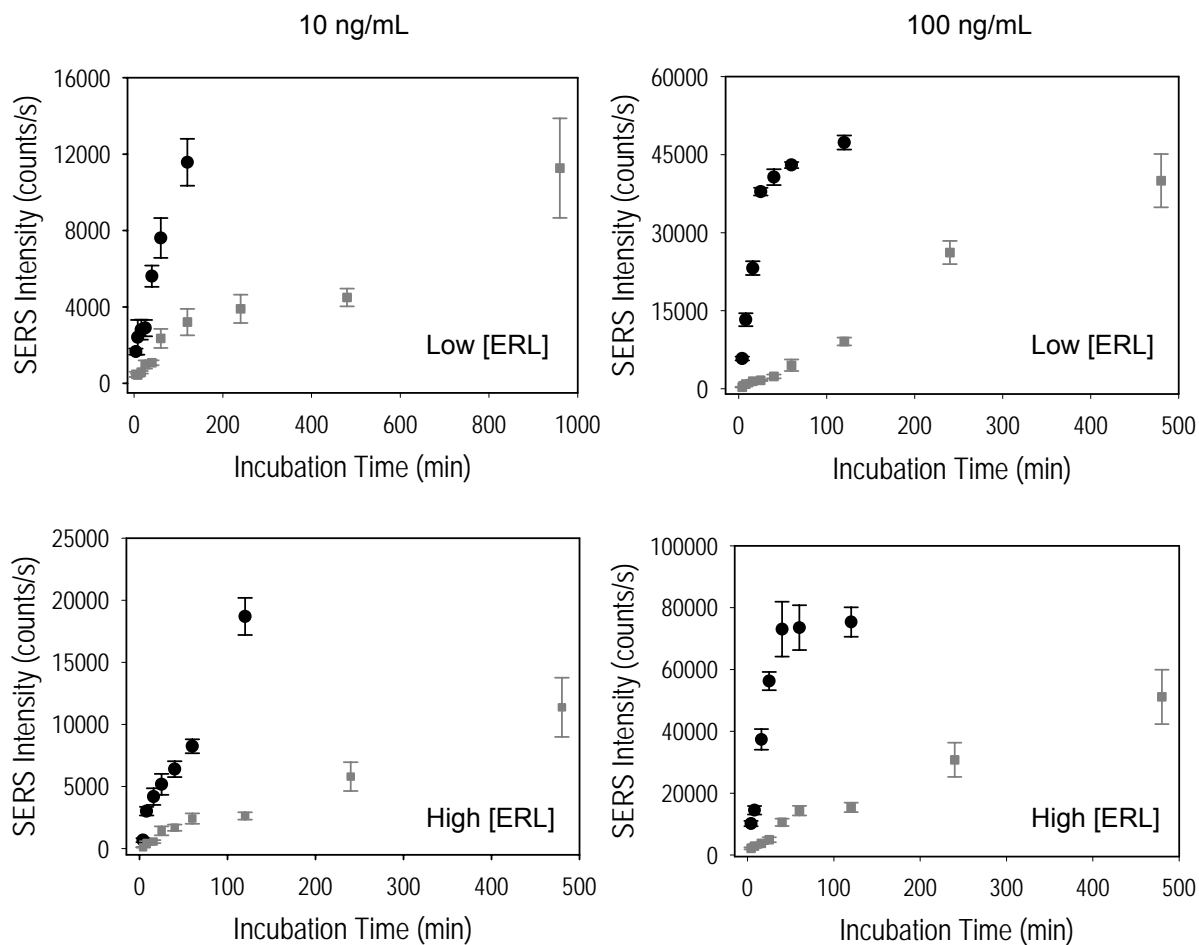 10 ng/mL
100 ng/mL
SERS Intensity (counts/s)
16000
12000
8000
4000
0
Low [ERL]
0 200 400 600 800 1000
Incubation Time (min)
SERS Intensity (counts/s)
60000
45000
30000
15000
0
Low [ERL]
0 100 200 300 400 500
Incubation Time (min)
SERS Intensity (counts/s)
25000
20000
15000
10000
5000
0
High [ERL]
0 100 200 300 400 500
Incubation Time (min)
SERS Intensity (counts/s)
100000
80000
60000
40000
20000
0
High [ERL]
0 100 200 300 400 500
Incubation Time (min)